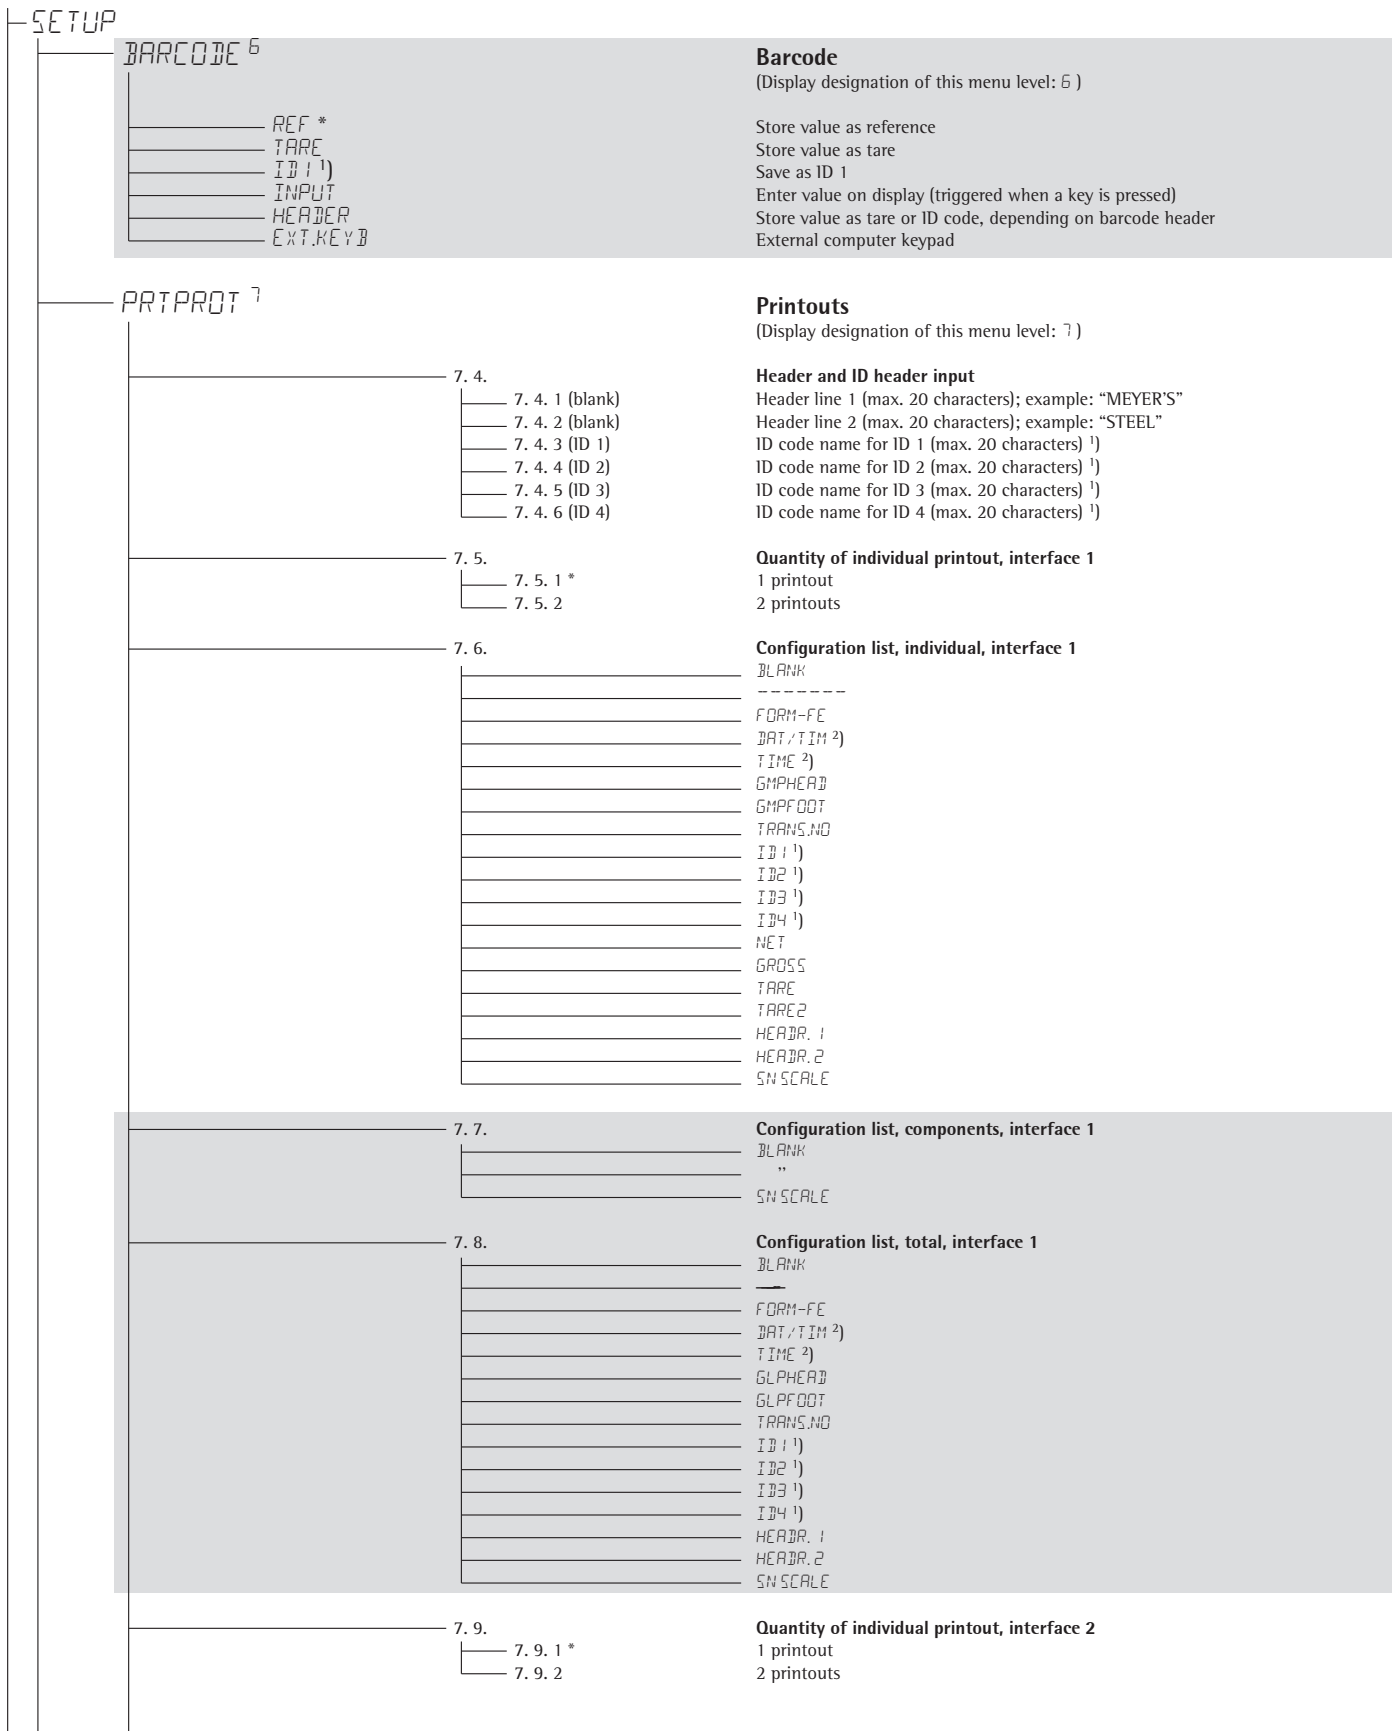 SETUP
BARCODE 6 Barcode
(Display designation of this menu level: 6 )
REF * Store value as reference
TARE Store value as tare
ID1 1) Save as ID 1
INPUT Enter value on display (triggered when a key is pressed)
HEADER Store value as tare or ID code, depending on barcode header
EXT.KEYB External computer keypad
PRTPROT 7 Printouts
(Display designation of this menu level: 7 )
7. 4. Header and ID header input
7. 4. 1 (blank) Header line 1 (max. 20 characters); example: “MEYER’S”
7. 4. 2 (blank) Header line 2 (max. 20 characters); example: “STEEL”
7. 4. 3 (ID 1) ID code name for ID 1 (max. 20 characters) 1)
7. 4. 4 (ID 2) ID code name for ID 2 (max. 20 characters) 1)
7. 4. 5 (ID 3) ID code name for ID 3 (max. 20 characters) 1)
7. 4. 6 (ID 4) ID code name for ID 4 (max. 20 characters) 1)
7. 5. Quantity of individual printout, interface 1
7. 5. 1 * 1 printout
7. 5. 2 2 printouts
7. 6. Configuration list, individual, interface 1
BLANK
-------
FORM-FE
DAT/TIM 2)
TIME 2)
GMPHEAD
GMPFOOT
TRANS.NO
ID1 1)
ID2 1)
ID3 1)
ID4 1)
NET
GROSS
TARE
TARE2
HEADR. 1
HEADR.2
SN SCALE
7. 7. Configuration list, components, interface 1
BLANK
”
SN SCALE
7. 8. Configuration list, total, interface 1
BLANK
—
FORM-FE
DAT/TIM 2)
TIME 2)
GLPHEAD
GLPFOOT
TRANS.NO
ID1 1)
ID2 1)
ID3 1)
ID4 1)
HEADR. 1
HEADR.2
SN SCALE
7. 9. Quantity of individual printout, interface 2
7. 9. 1 * 1 printout
7. 9. 2 2 printouts